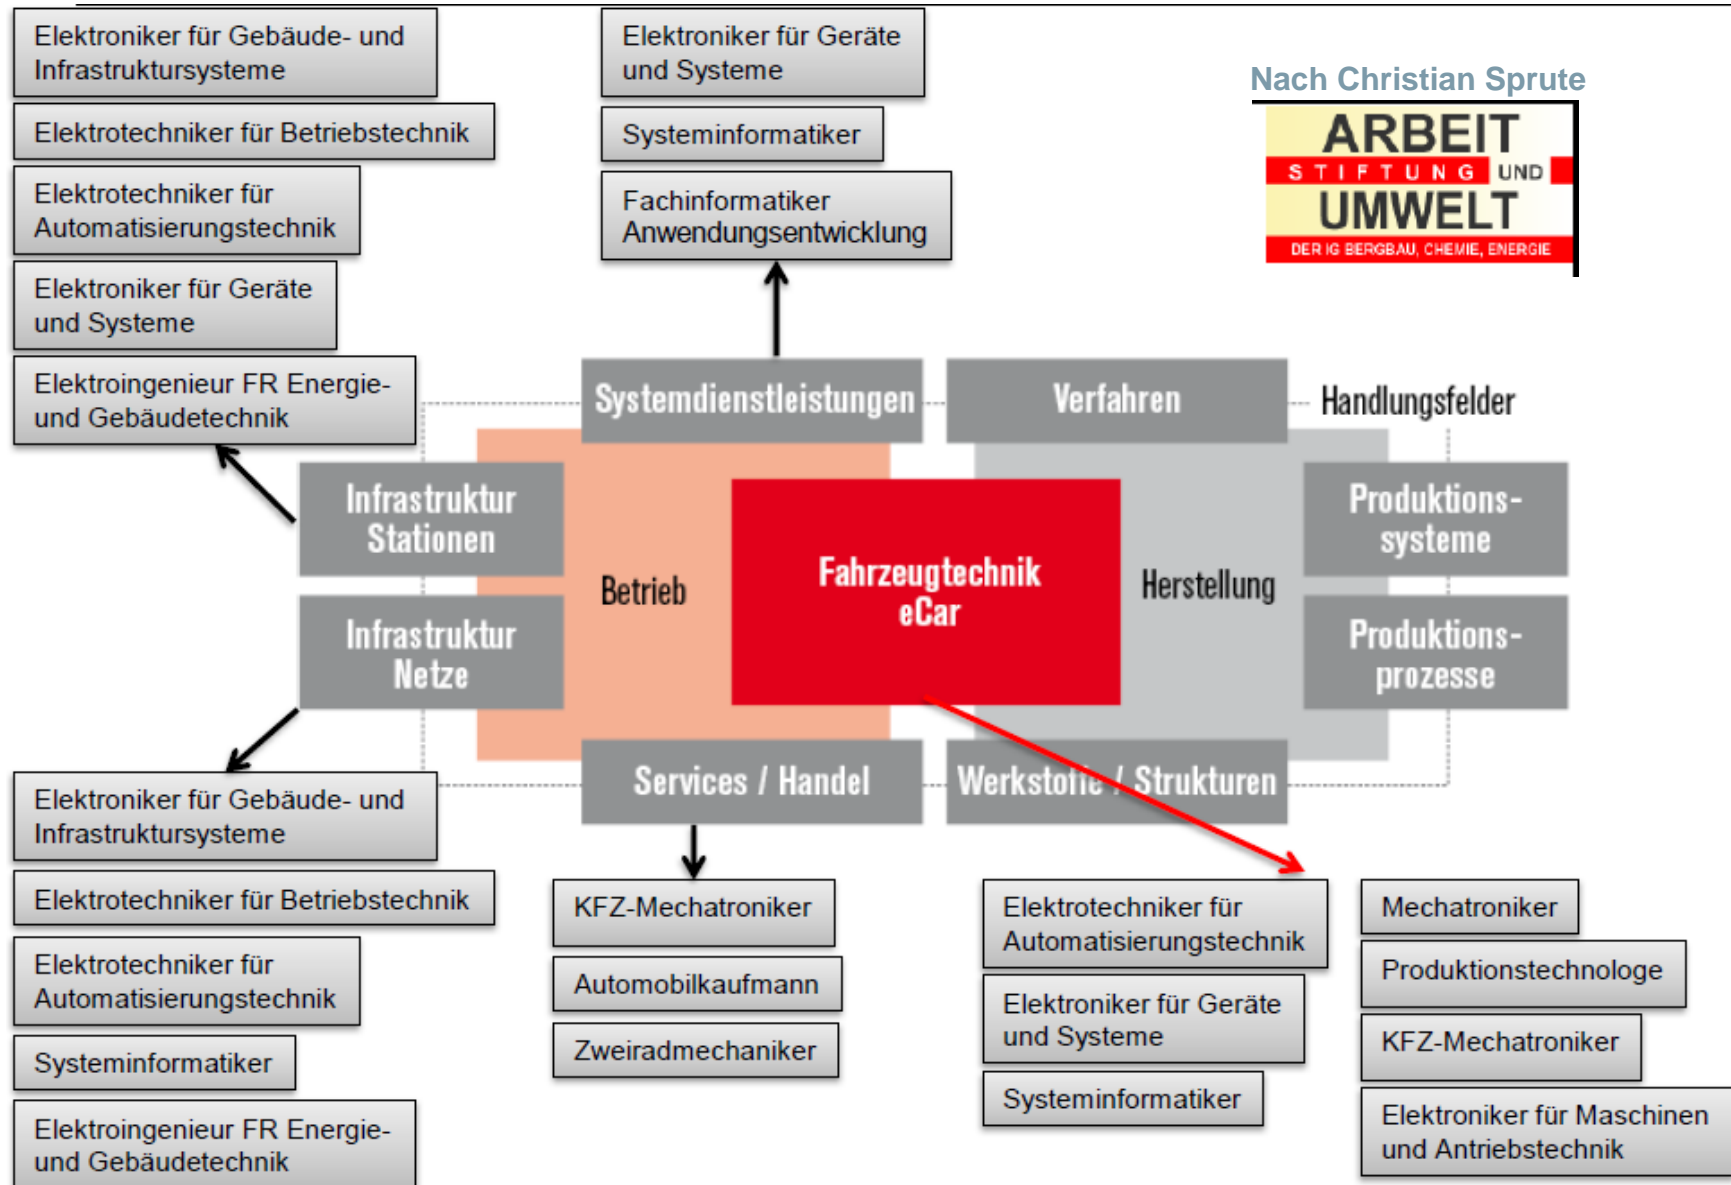 Elektroniker für Gebäude- und
Infrastruktursysteme
Elektrotechniker für Betriebstechnik
Elektrotechniker für
Automatisierungstechnik
Elektroniker für Geräte
und Systeme
Elektroingenieur FR Energie-
und Gebäudetechnik
Elektroniker für Geräte
und Systeme
Systeminformatiker
Fachinformatiker
Anwendungsentwicklung
Nach Christian Sprute
ARBEIT
STIFTUNG UND
UMWELT
DER IG BERGBAU, CHEMIE, ENERGIE
Systemdienstleistungen
Verfahren
Handlungsfelder
Infrastruktur
Stationen
Infrastruktur
Netze
Betrieb
Fahrzeugtechnik
eCar
Herstellung
Produktions-
systeme
Produktions-
prozesse
Services / Handel
Werkstoffe / Strukturen
Elektroniker für Gebäude- und
Infrastruktursysteme
Elektrotechniker für Betriebstechnik
Elektrotechniker für
Automatisierungstechnik
Systeminformatiker
Elektroingenieur FR Energie-
und Gebäudetechnik
KFZ-Mechatroniker
Automobilkaufmann
Zweiradmechaniker
Elektrotechniker für
Automatisierungstechnik
Elektroniker für Geräte
und Systeme
Systeminformatiker
Mechatroniker
Produktionstechnologe
KFZ-Mechatroniker
Elektroniker für Maschinen
und Antriebstechnik